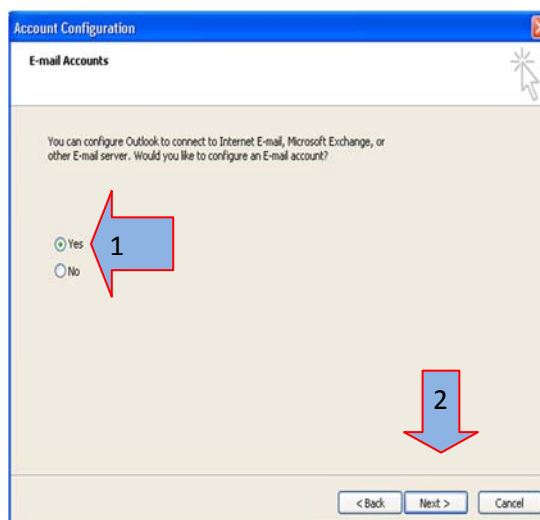 Account Configuration
E-mail Accounts
You can configure Outlook to connect to Internet E-mail, Microsoft Exchange, or
other E-mail server. Would you like to configure an E-mail account?
Yes
1
No
2
< Back
Next >
Cancel